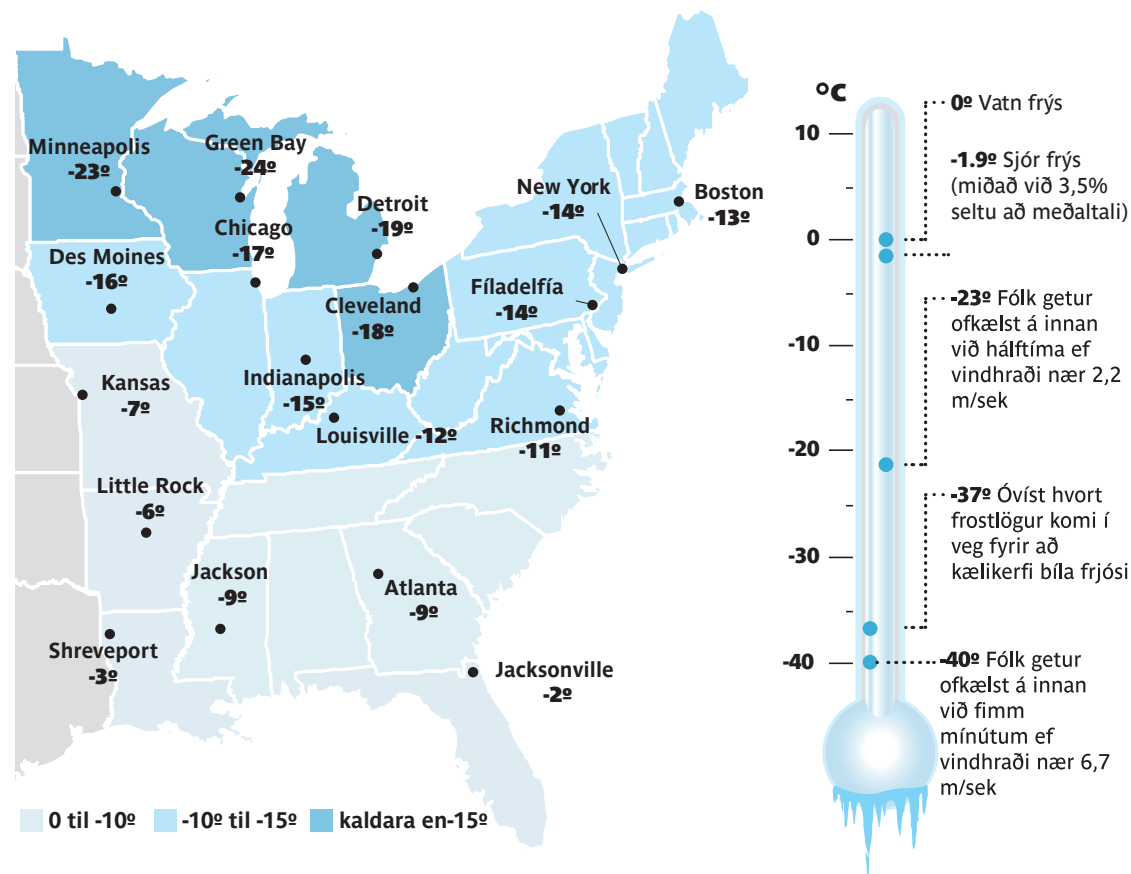 Minneapolis
-23º
Green Bay
-24º
Detroit
-19º
Chicago
-17º
New York
-14º
Boston
-13º
Des Moines
-16º
Cleveland
-18º
Fíladelfía
-14º
Kansas
-7º
Indianapolis
-15º
Louisville -12º
Richmond
-11º
Little Rock
-6º
Jackson
-9º
Atlanta
-9º
Shreveport
-3º
Jacksonville
-2º
0 til -10º
-10º til -15º
kaldara en-15º
ºC
10
0
-10
-20
-30
-40
0º Vatn frýs
-1.9º Sjór frýs
(miðað við 3,5%
seltu að meðaltali)
-23º Fólk getur
ofkælst á innan
við hálftíma ef
vindhraði nær 2,2
m/sek
-37º Óvíst hvort
frostlögur komi í
veg fyrir að
kælikerfi bíla frjósi
-40º Fólk getur
ofkælst á innan
við fimm
mínútum ef
vindhraði nær 6,7
m/sek